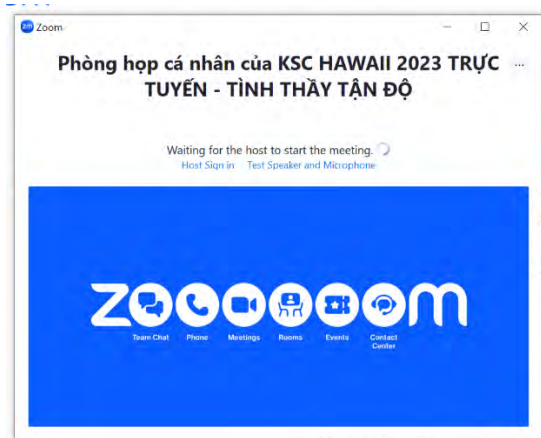 zm Zoom
Phòng họp cá nhân của KSC HAWAII 2023 TRỰC
TUYẾN - TÌNH THẦY TẬN ĐỘ
Waiting for the host to start the meeting.
Host Sign in Test Speaker and Microphone
ZOOOOOOM
Team Chat Phone Meetings Rooms Events Contact Center